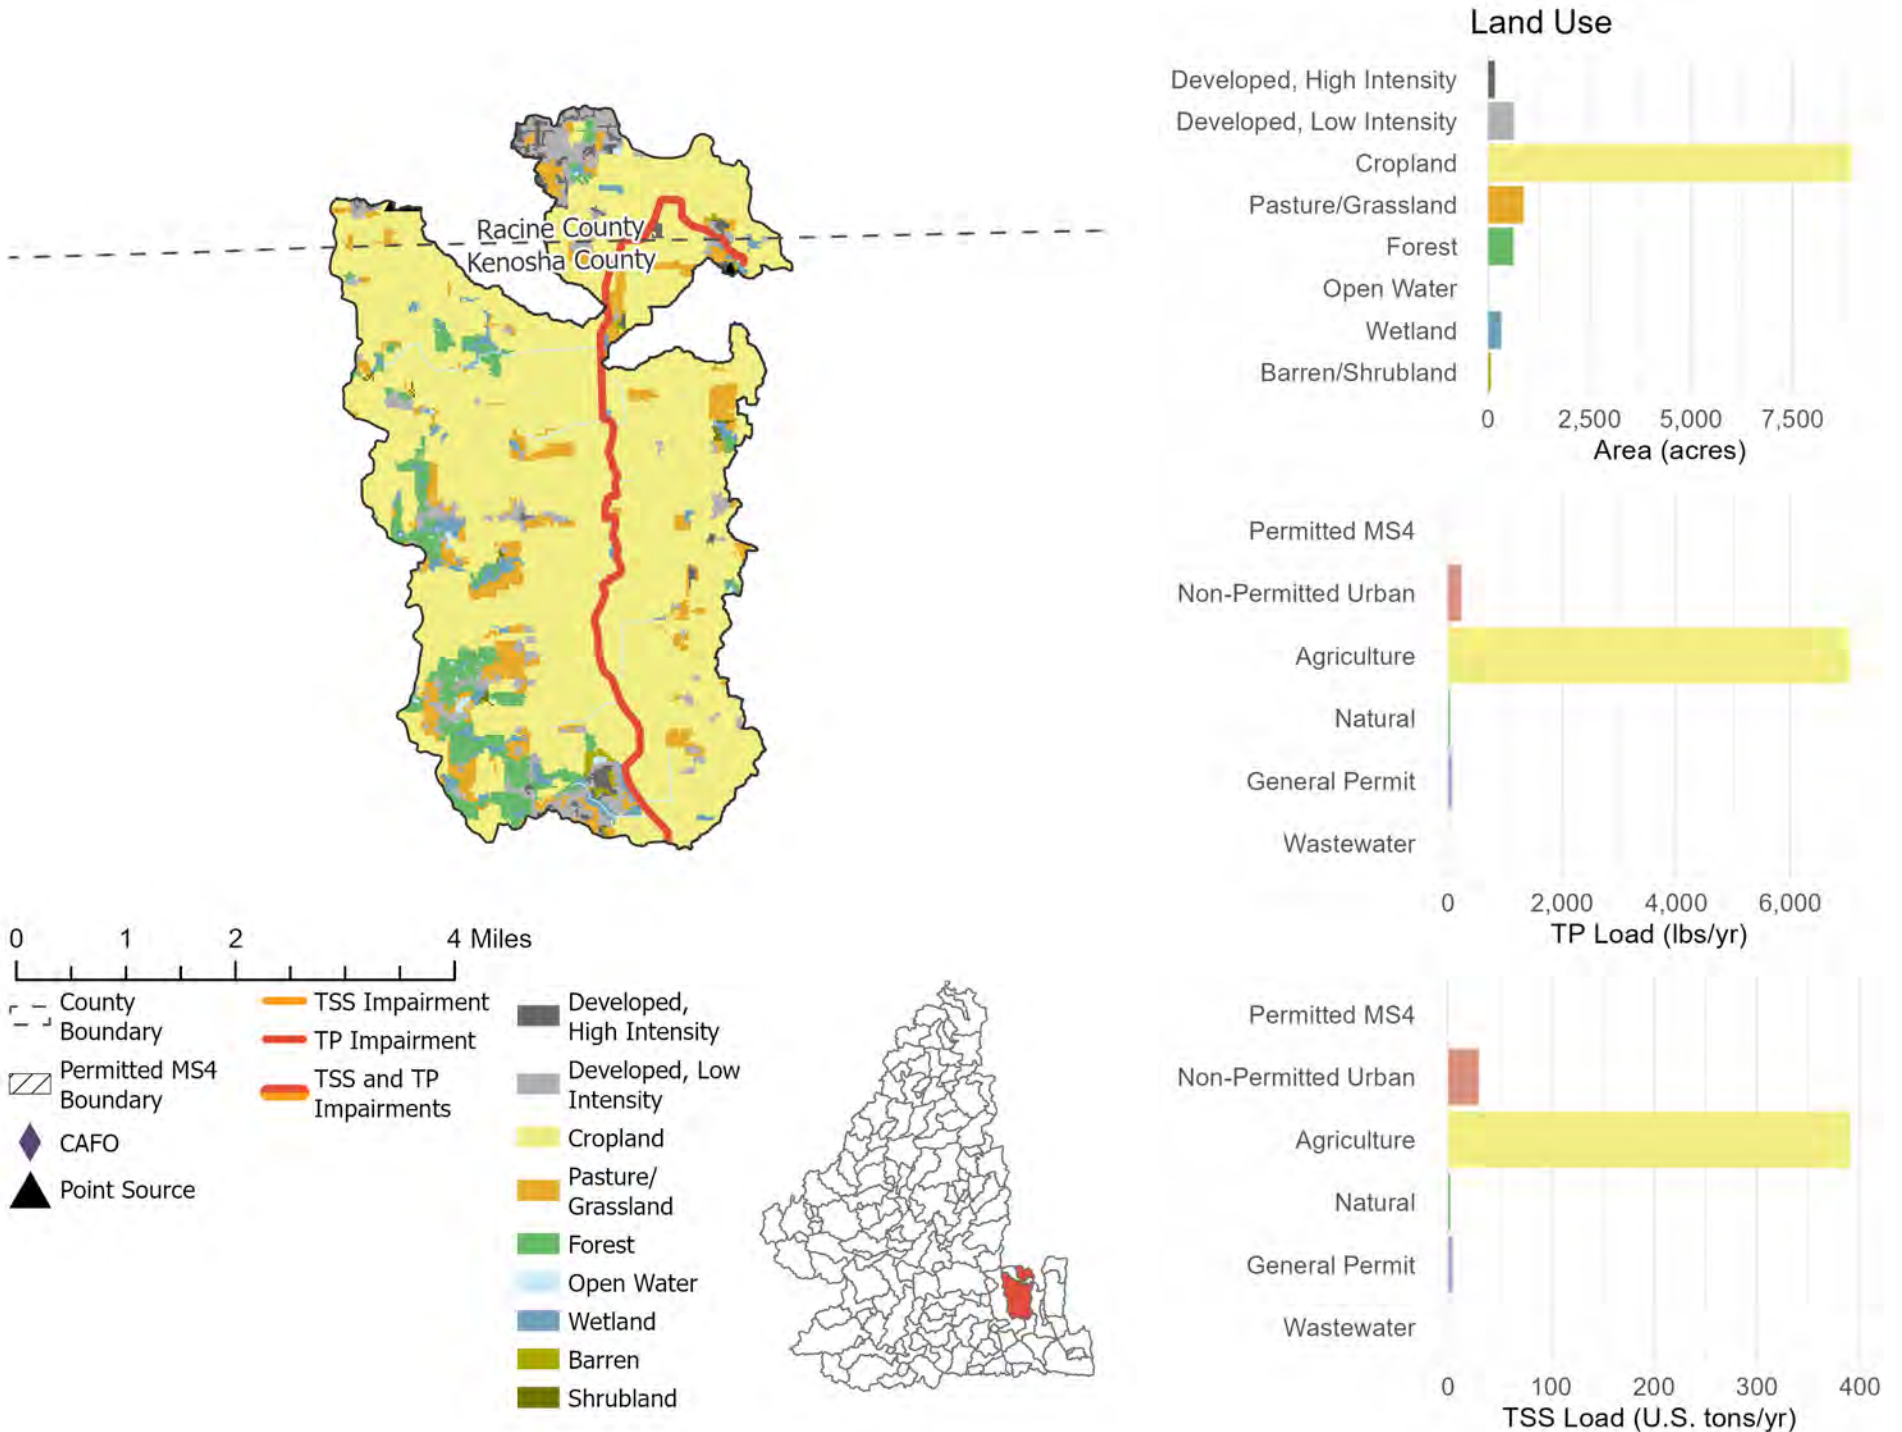 Racine County
Kenosha County
0 1 2 4 Miles
County
Boundary
Permitted MS4
Boundary
CAFO
Point Source
TSS Impairment
TP Impairment
TSS and TP
Impairments
Developed,
High Intensity
Developed, Low
Intensity
Cropland
Pasture/
Grassland
Forest
Open Water
Wetland
Barren
Shrubland
Land Use
Developed, High Intensity
Developed, Low Intensity
Cropland
Pasture/Grassland
Forest
Open Water
Wetland
Barren/Shrubland
0 2,500 5,000 7,500
Area (acres)
Permitted MS4
Non-Permitted Urban
Agriculture
Natural
General Permit
Wastewater
0 2,000 4,000 6,000
TP Load (lbs/yr)
Permitted MS4
Non-Permitted Urban
Agriculture
Natural
General Permit
Wastewater
0 100 200 300 400
TSS Load (U.S. tons/yr)